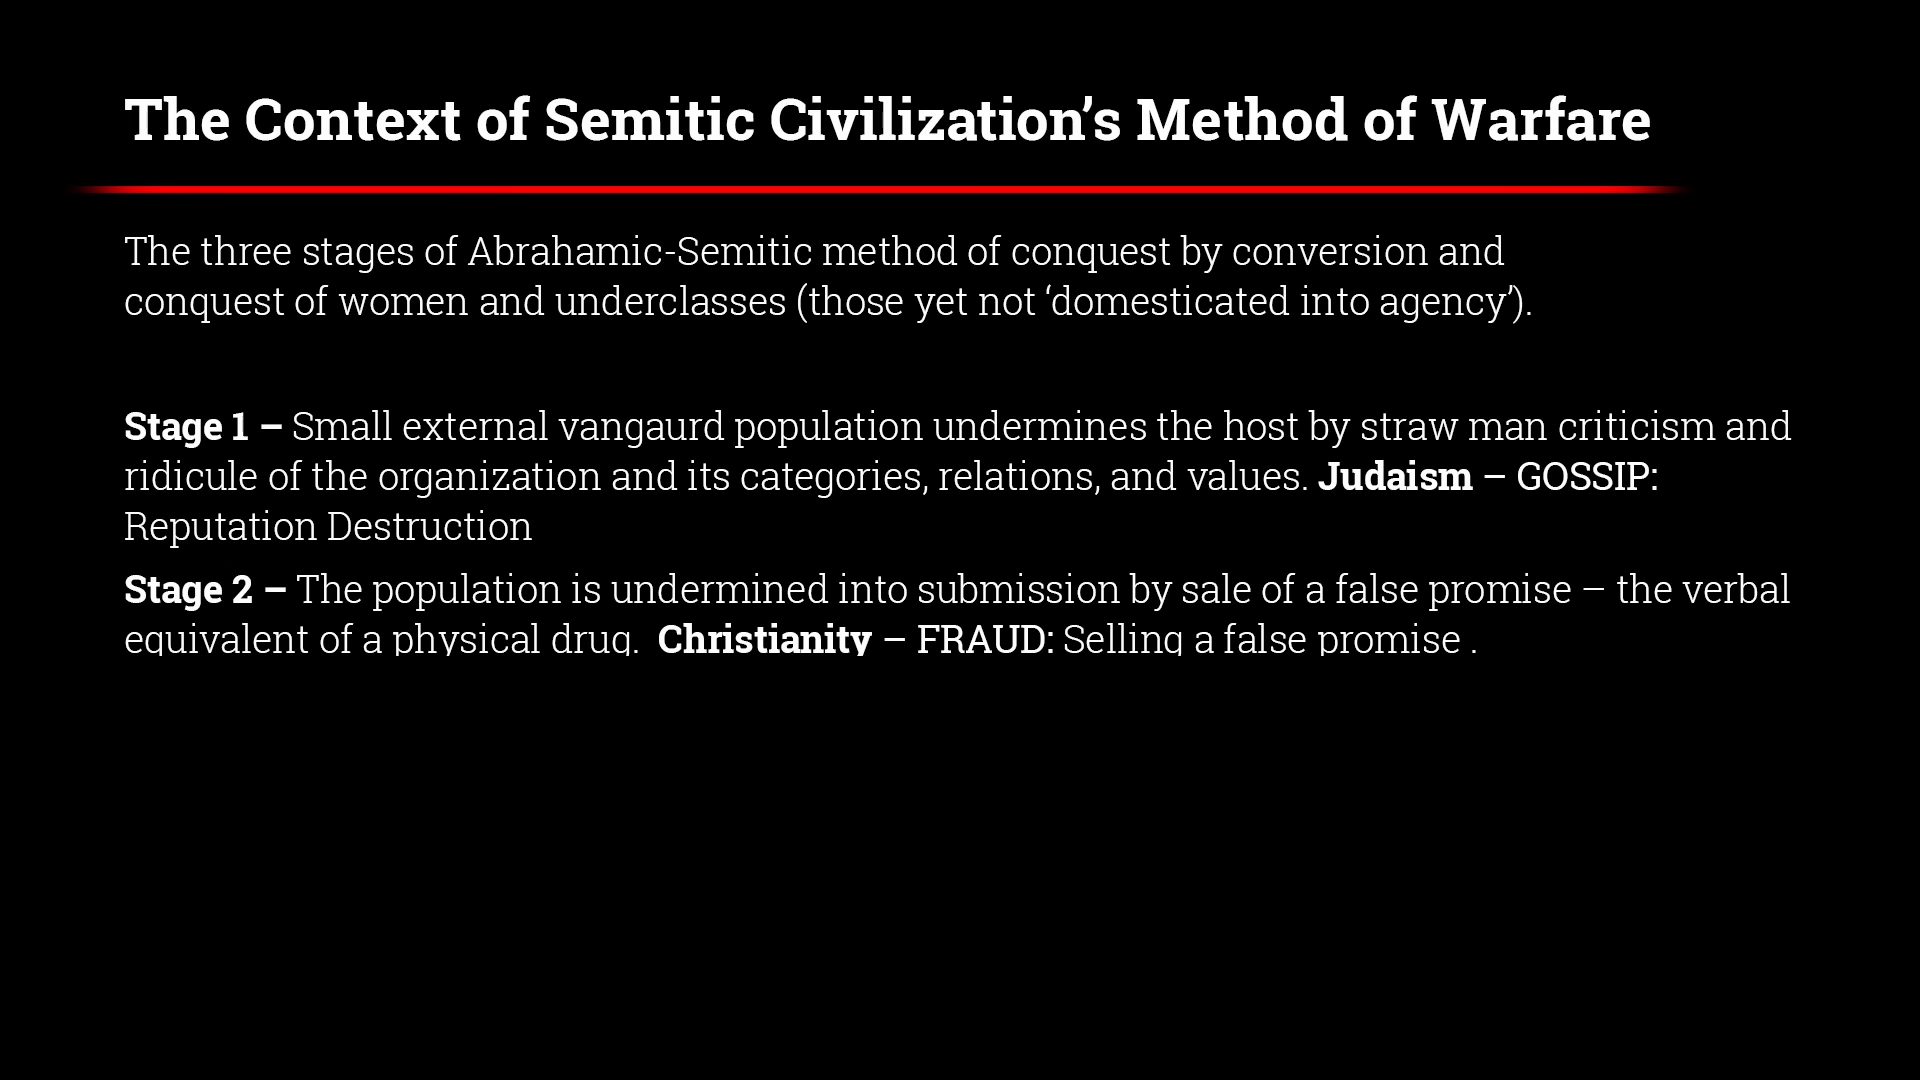 The Context of Semitic Civilization’s Method of Warfare
The three stages of Abrahamic-Semitic method of conquest by conversion and
conquest of women and underclasses (those yet not ‘domesticated into agency’).
Stage 1 – Small external vangaurd population undermines the host by straw man criticism and
ridicule of the organization and its categories, relations, and values. Judaism – GOSSIP:
Reputation Destruction
Stage 2 – The population is undermined into submission by sale of a false promise – the verbal
equivalent of a physical drug.  Christianity – FRAUD: Selling a false promise .